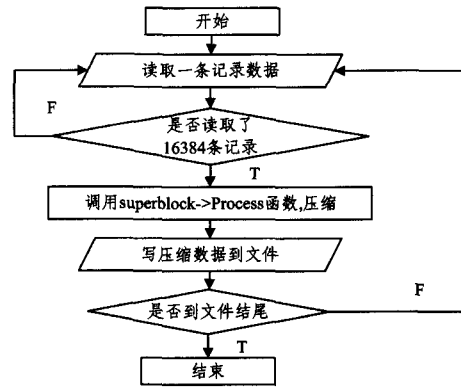 开始
读取一条记录数据
F
是否读取了
16384条记录
T
调用superblock->Process函数,压缩
写压缩数据到文件
是否到文件结尾
F
T
结束